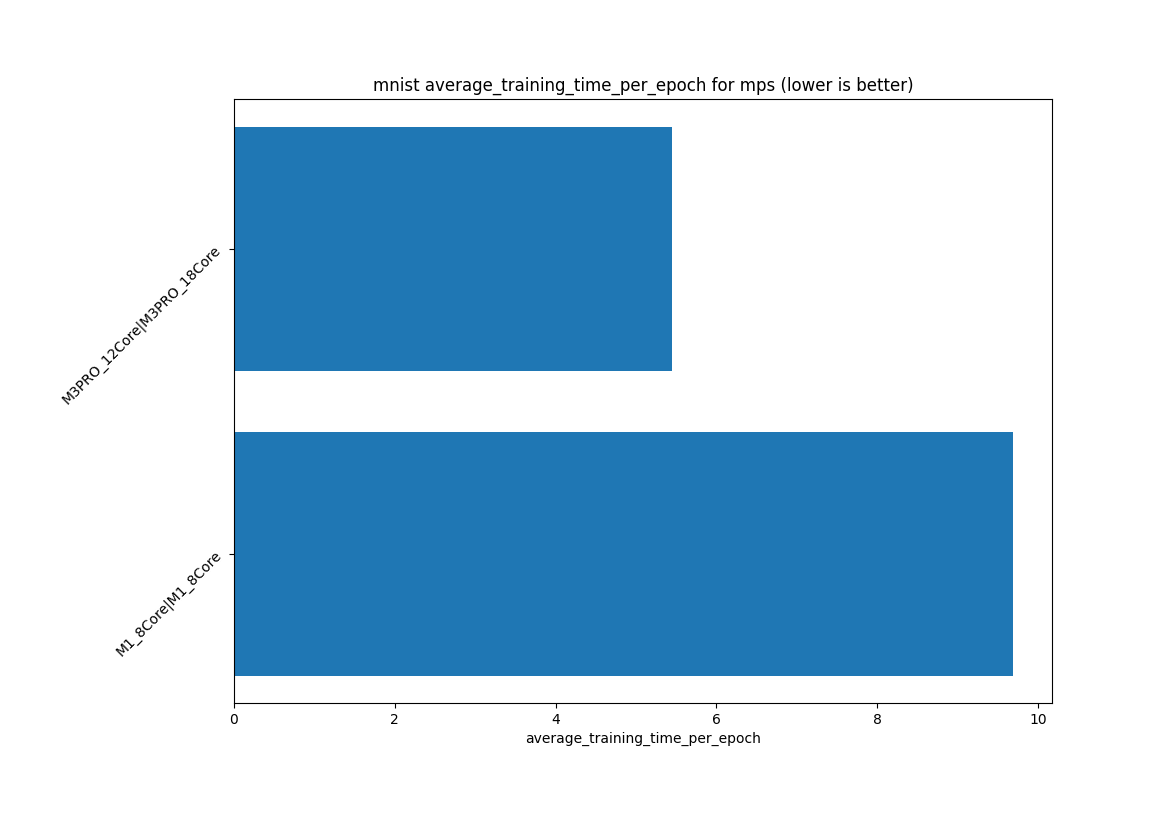 mnist average_training_time_per_epoch for mps (lower is better)
M3PRO_12Core|M3PRO_18Core
M1_8Core|M1_8Core
0 2 4 6 8 10
average_training_time_per_epoch